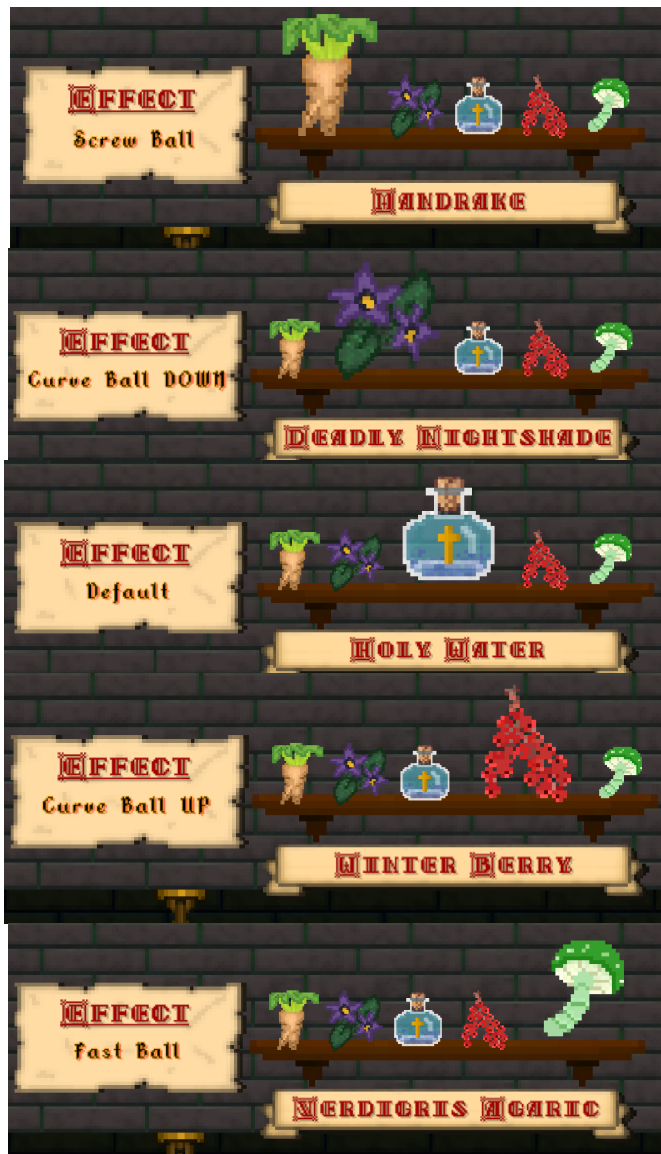 EFFECT
Screw Ball
MANDRAKE
EFFECT
Curve Ball DOWN
DEADLY NIGHTSHADE
EFFECT
Default
HOLY WATER
EFFECT
Curve Ball UP
WINTER BERRY
EFFECT
Fast Ball
VERDIGRIS AGARIC